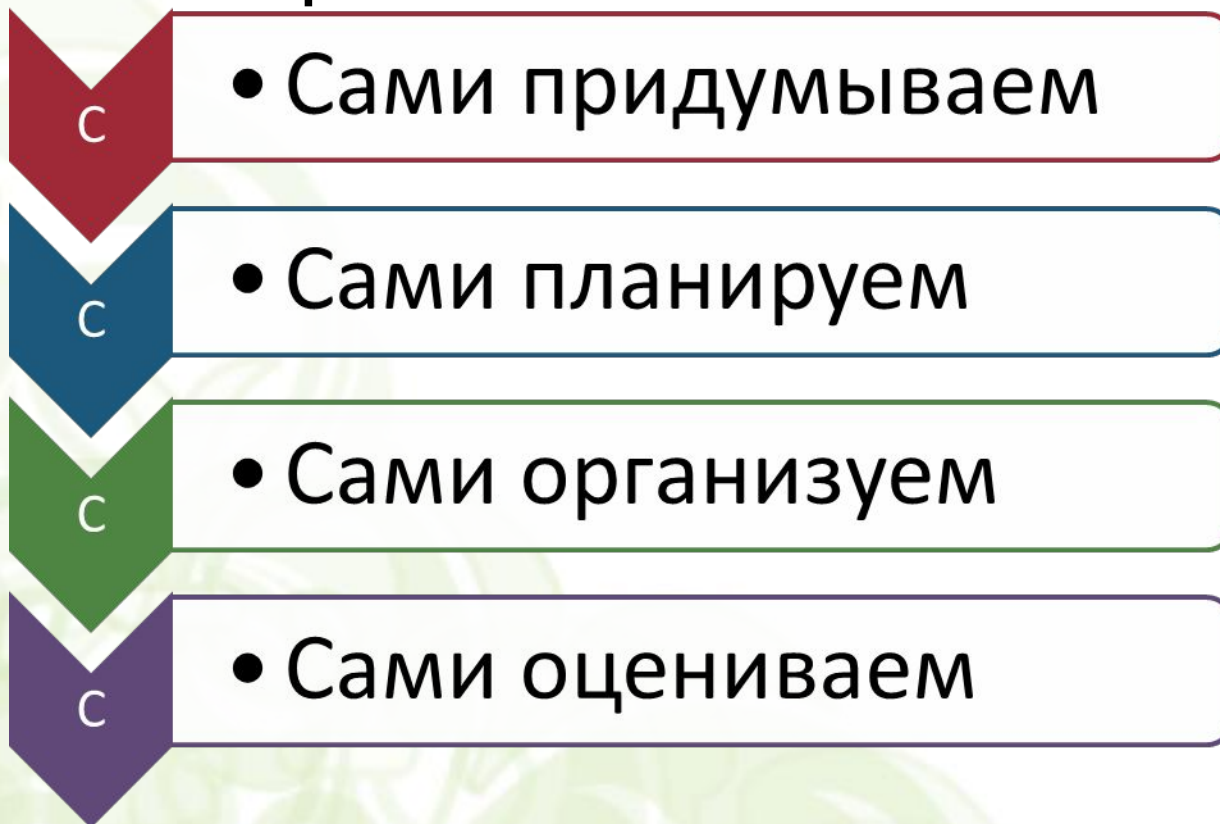 С
• Сами придумываем
С
• Сами планируем
С
• Сами организуем
С
• Сами оцениваем